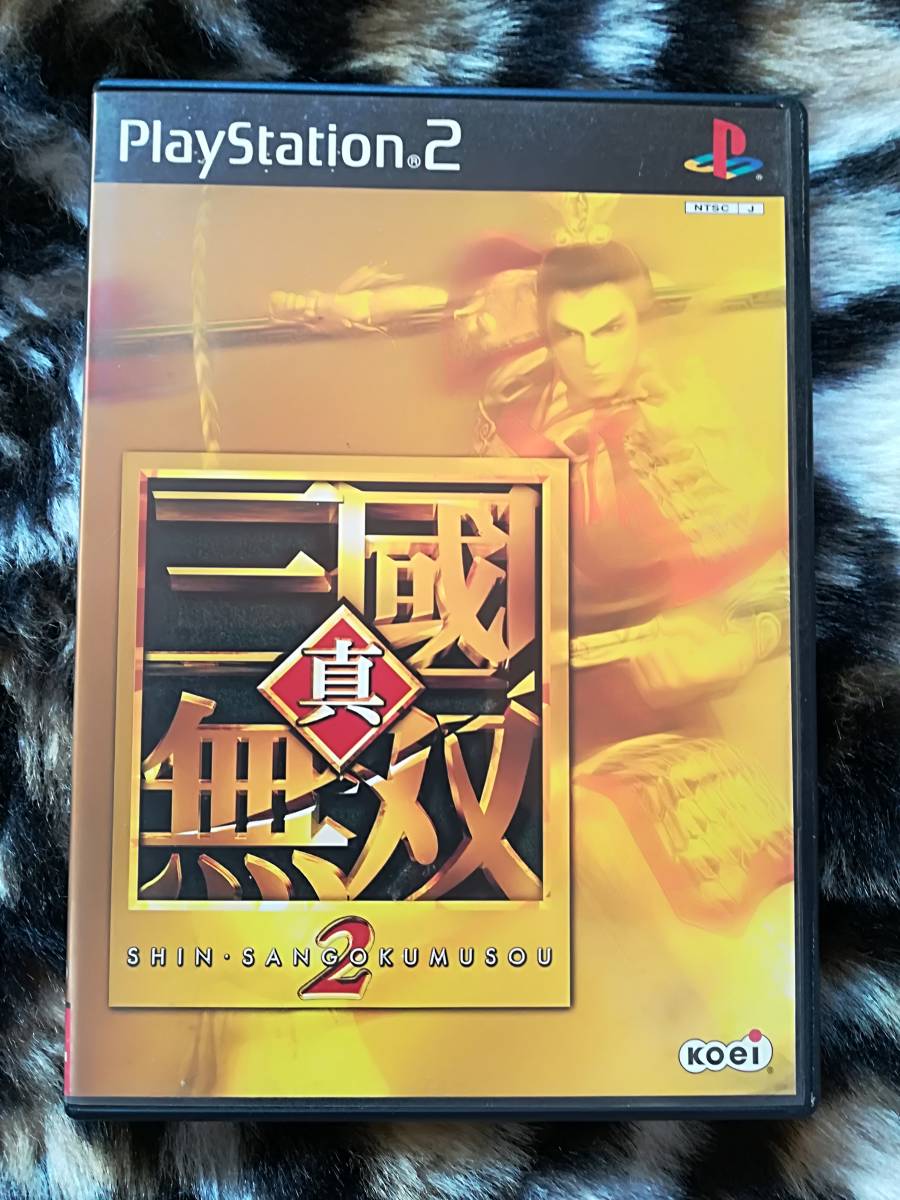 PlayStation®2
NTSC J
三國
真
無双
2
SHIN・SANGOKUMUSOU
KOEI®